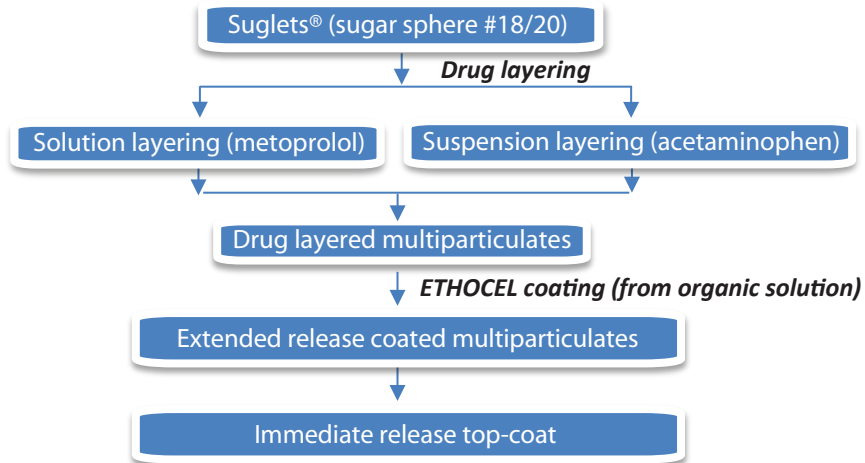 Suglets® (sugar sphere #18/20)
Drug layering
Solution layering (metoprolol)
Suspension layering (acetaminophen)
Drug layered multiparticulates
ETHOCEL coating (from organic solution)
Extended release coated multiparticulates
Immediate release top-coat